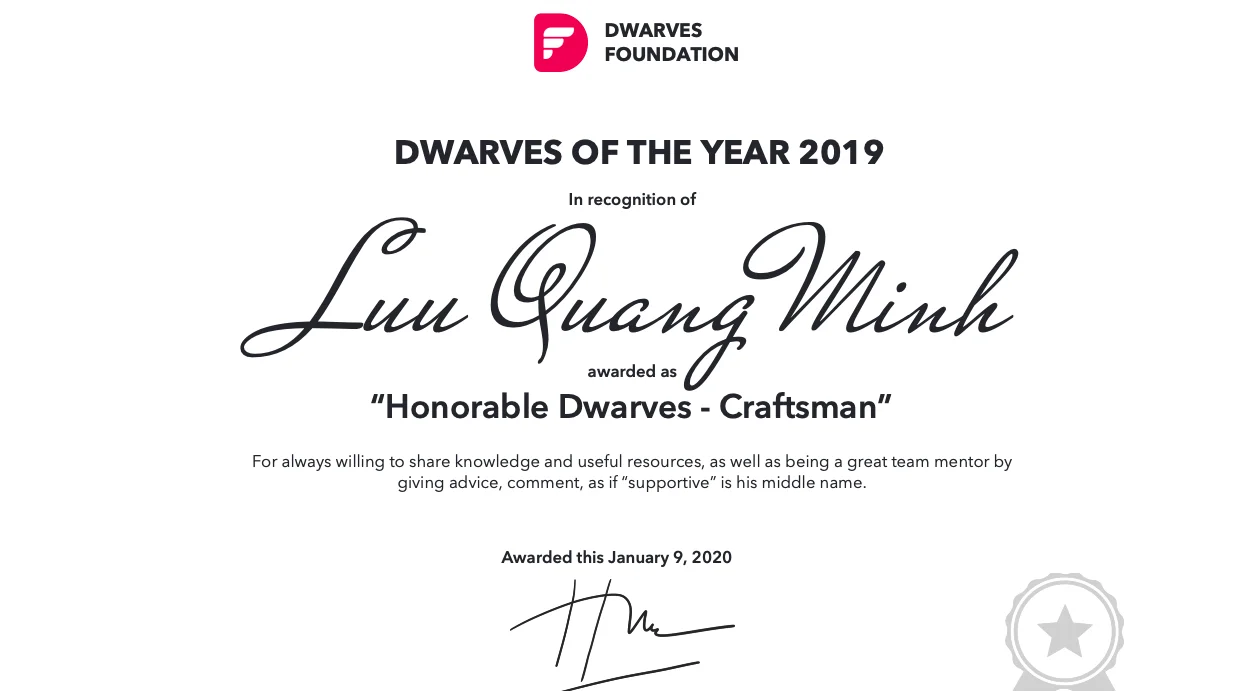 DWARVES
FOUNDATION
DWARVES OF THE YEAR 2019
In recognition of
Luu Quang Minh
awarded as
“Honorable Dwarves - Craftsman”
For always willing to share knowledge and useful resources, as well as being a great team mentor by
giving advice, comment, as if “supportive” is his middle name.
Awarded this January 9, 2020